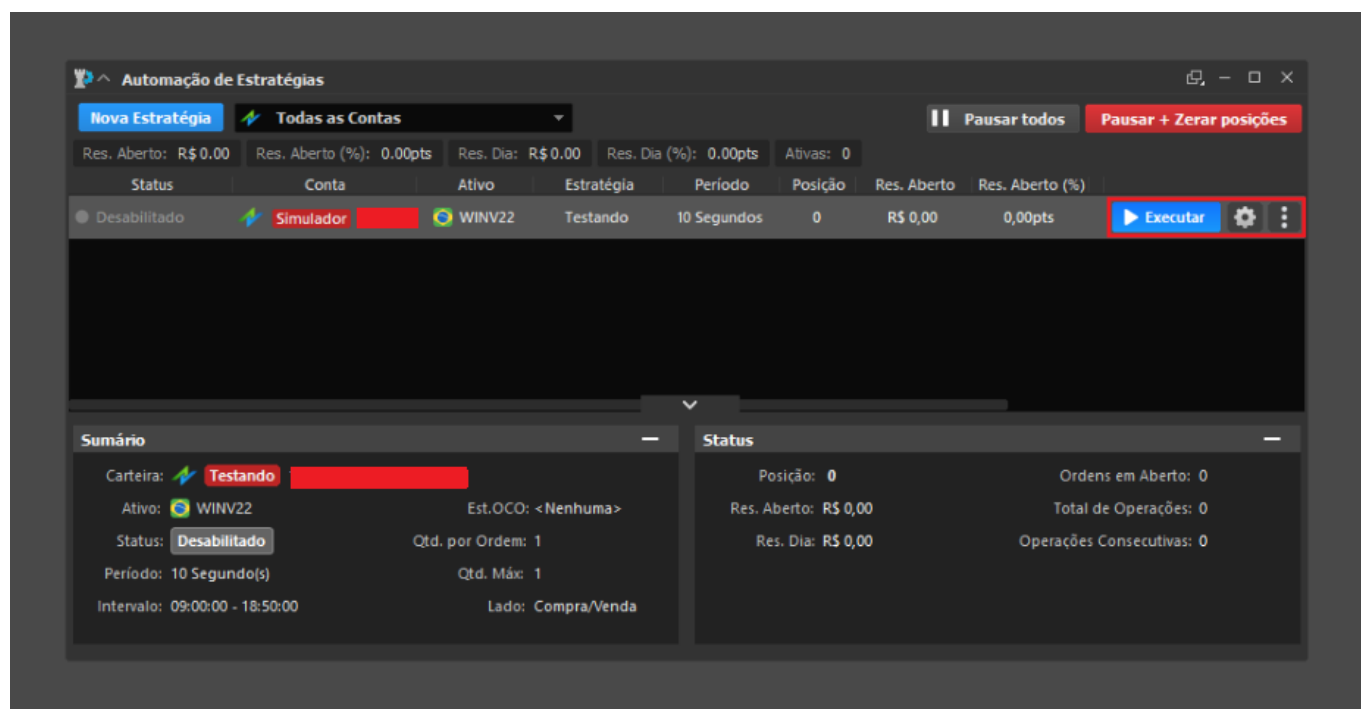 Automação de Estratégias
Nova Estratégia Todas as Contas Pausar todos Pausar + Zerar posições
Res. Aberto: R$ 0.00 Res. Aberto (%): 0.00pts Res. Dia: R$ 0.00 Res. Dia (%): 0.00pts Ativas: 0
Status Conta Ativo Estratégia Período Posição Res. Aberto Res. Aberto (%)
Desabilitado Simulador WINV22 Testando 10 Segundos 0 R$ 0,00 0,00pts Executar
Sumário
Carteira: Testando
Ativo: WINV22 Est.OCO: <Nenhuma>
Status: Desabilitado Qtd. por Ordem: 1
Período: 10 Segundo(s) Qtd. Máx: 1
Intervalo: 09:00:00 - 18:50:00 Lado: Compra/Venda
Status
Posição: 0 Ordens em Aberto: 0
Res. Aberto: R$ 0,00 Total de Operações: 0
Res. Dia: R$ 0,00 Operações Consecutivas: 0